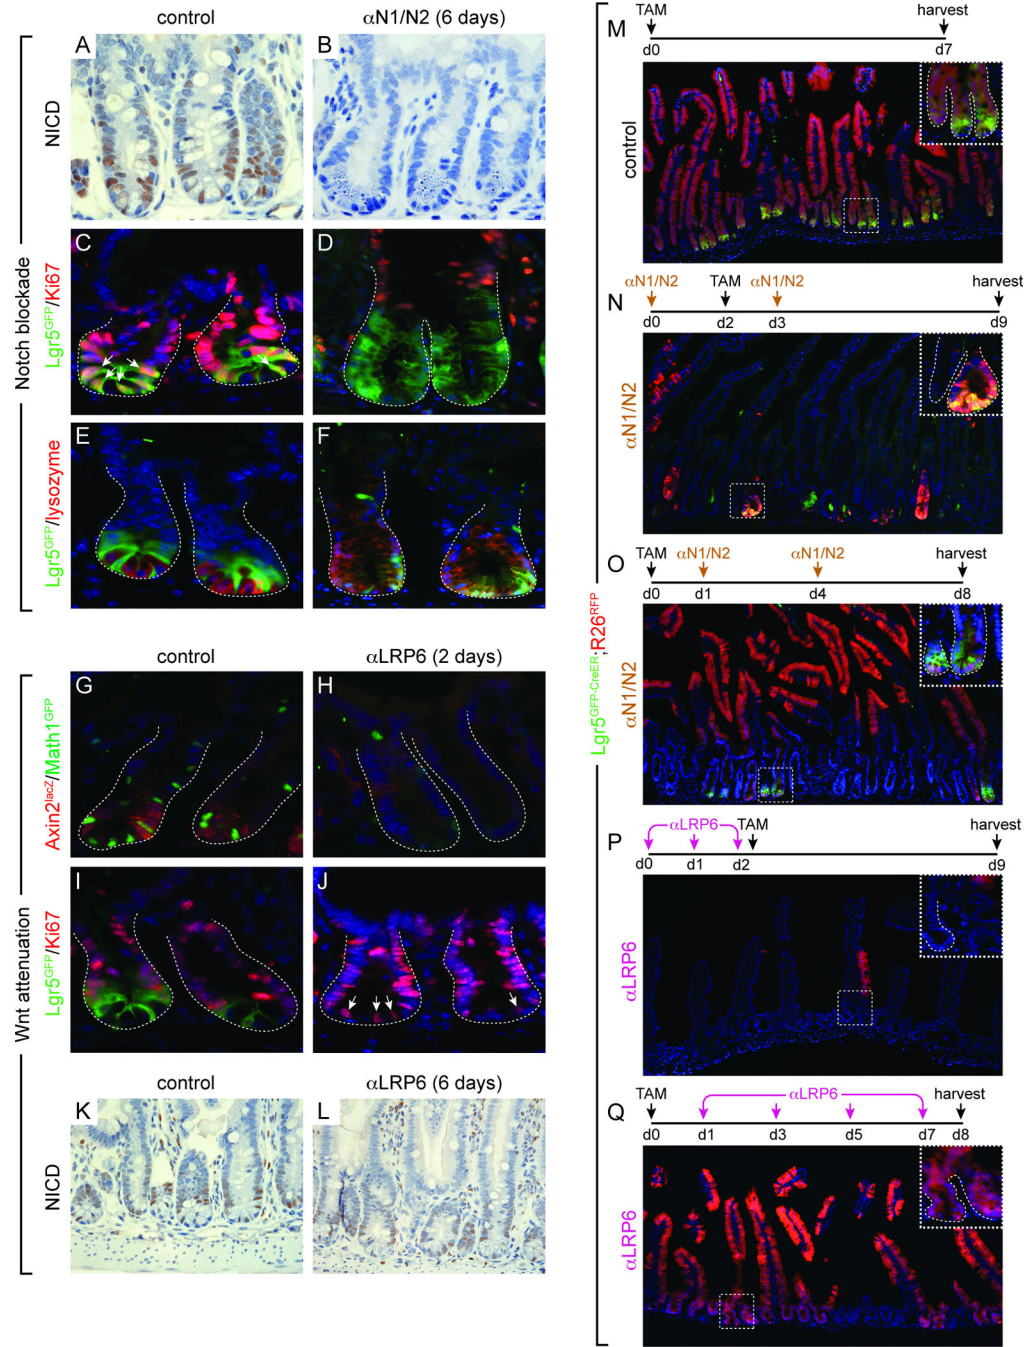 control
αN1/N2 (6 days)
Notch blockade
NICD
A
B
Lgr5GFP/Ki67
C
D
Lgr5GFP/lysozyme
E
F
control
αLRP6 (2 days)
Wnt attenuation
Axin2lacZ/Math1GFP
G
H
Lgr5GFP/Ki67
I
J
control
αLRP6 (6 days)
NICD
K
L
Lgr5GFP-CreER;R26RFP
M
TAM
harvest
d0
d7
control
N
αN1/N2
TAM
αN1/N2
harvest
d0
d2
d3
d9
αN1/N2
O
TAM
αN1/N2
αN1/N2
harvest
d0
d1
d4
d8
αN1/N2
P
αLRP6
TAM
harvest
d0
d1
d2
d9
αLRP6
Q
TAM
αLRP6
harvest
d0
d1
d3
d5
d7
d8
αLRP6